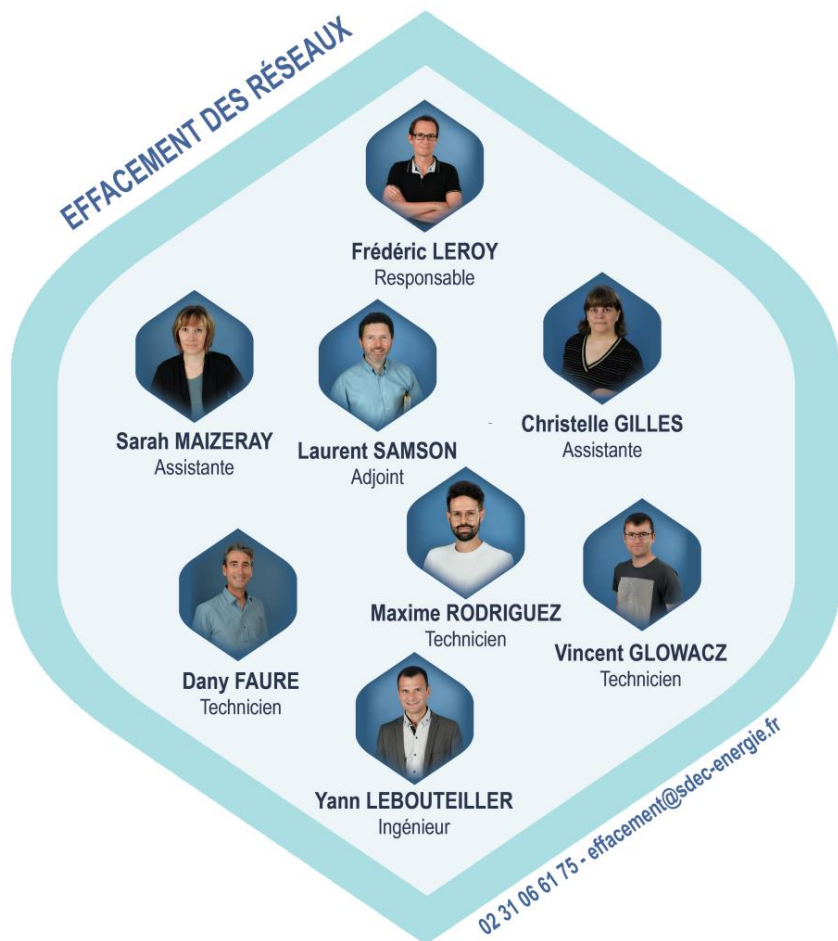 EFFACEMENT DES RÉSEAUX
Frédéric LEROY
Responsable
Sarah MAIZERAY
Assistante
Laurent SAMSON
Adjoint
Christelle GILLES
Assistante
Maxime RODRIGUEZ
Technicien
Dany FAURE
Technicien
Vincent GLOWACZ
Technicien
Yann LEBOUTEILLER
Ingénieur
02 31 06 61 75 - effacement@sdec-energie.fr